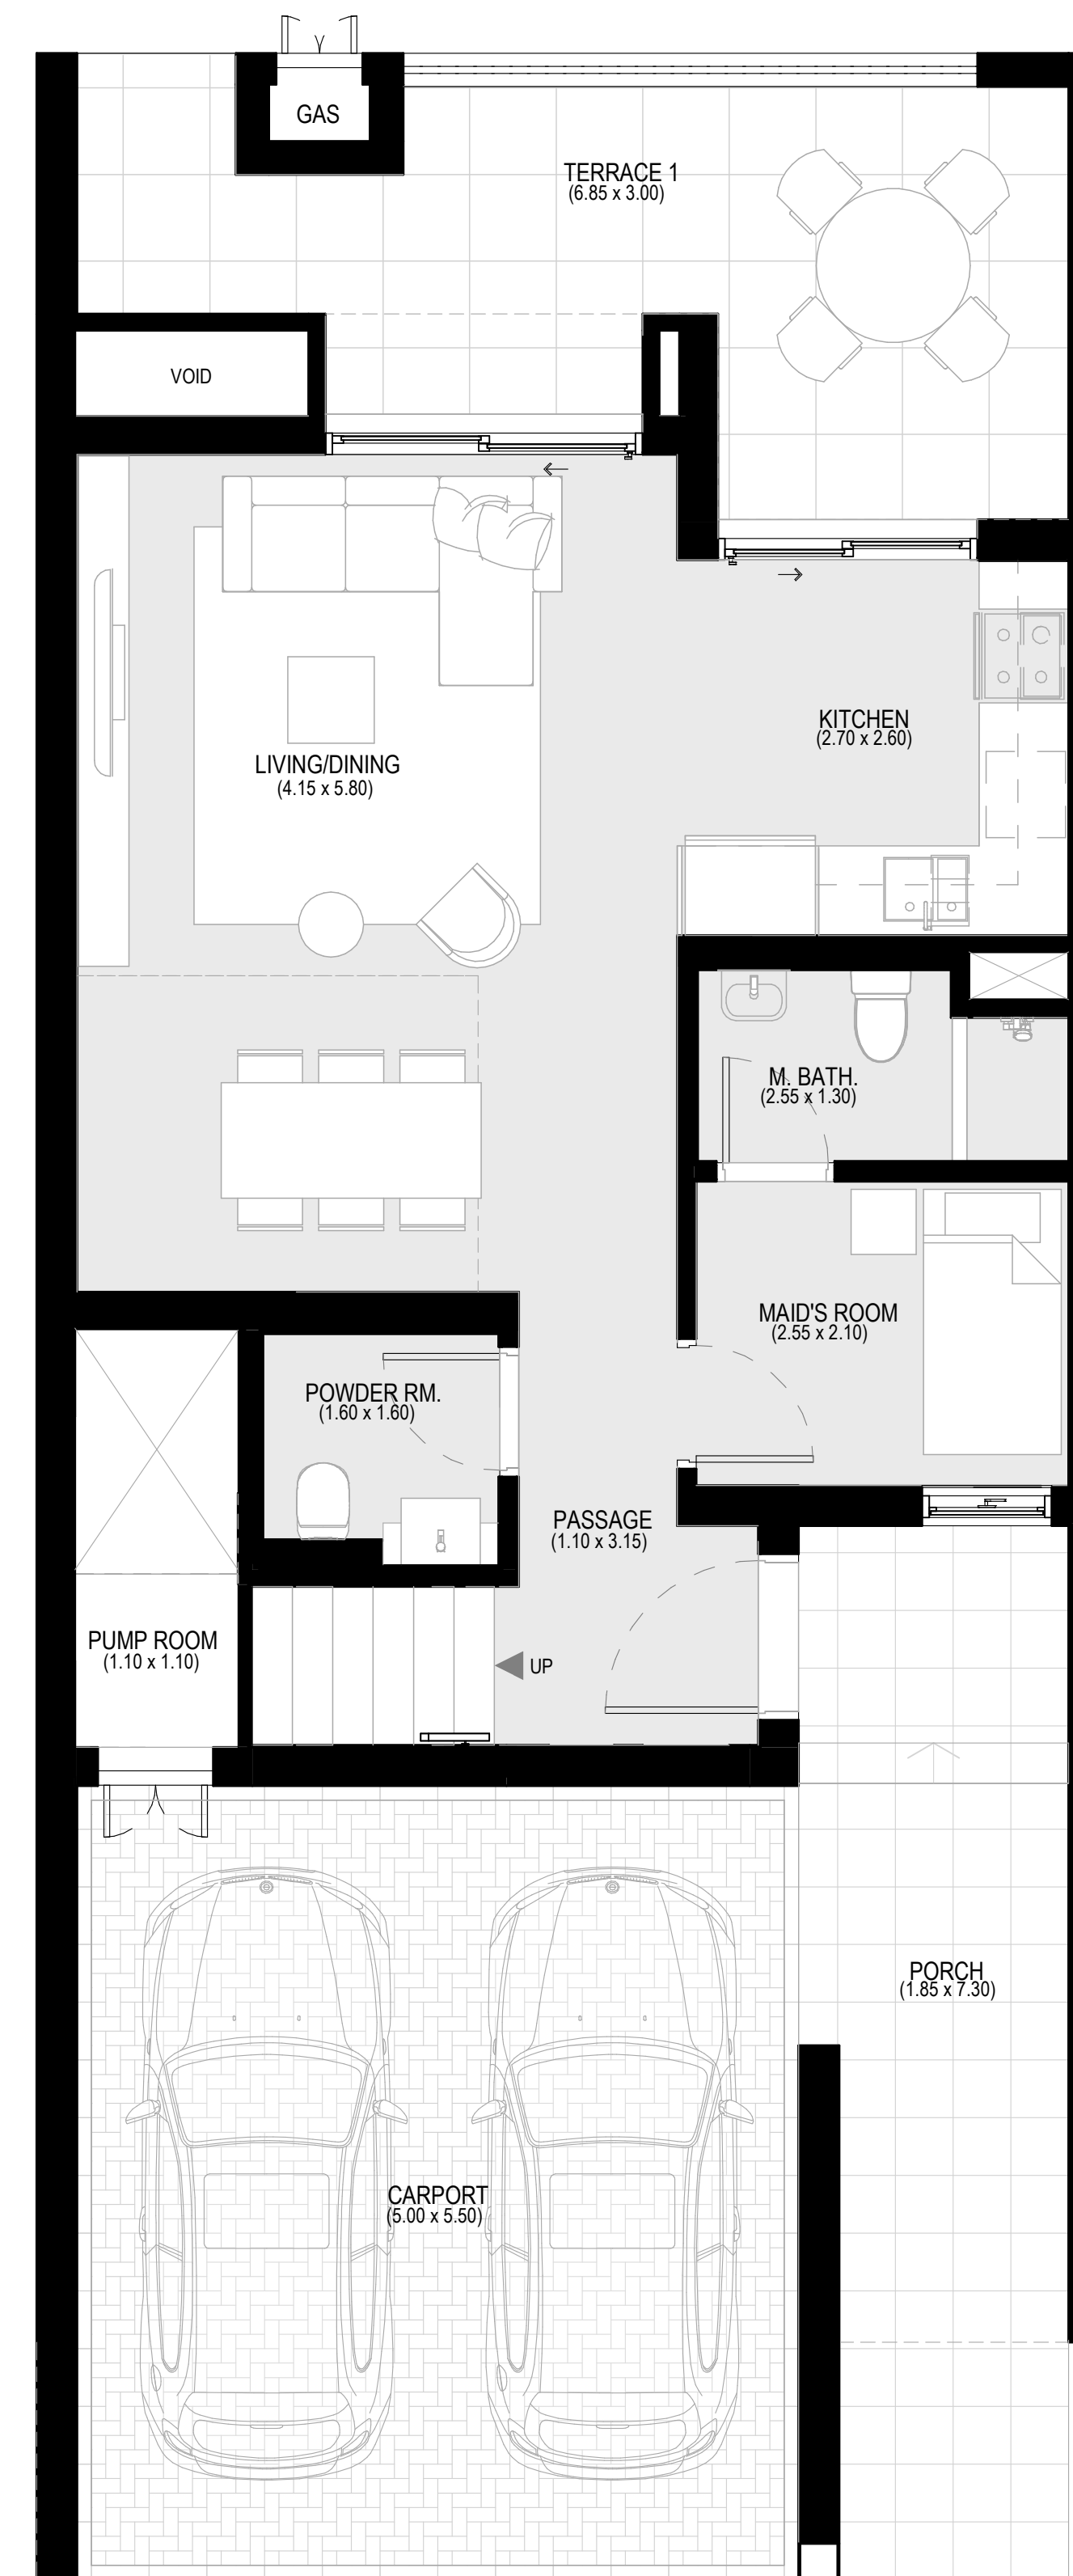 GAS
TERRACE 1
(6.85 x 3.00)
VOID
KITCHEN
(2.70 x 2.60)
LIVING/DINING
(4.15 x 5.80)
M. BATH.
(2.55 x 1.30)
MAID'S ROOM
(2.55 x 2.10)
POWDER RM.
(1.60 x 1.60)
PASSAGE
(1.10 x 3.15)
PUMP ROOM
(1.10 x 1.10)
UP
PORCH
(1.85 x 7.30)
CARPORT
(5.00 x 5.50)